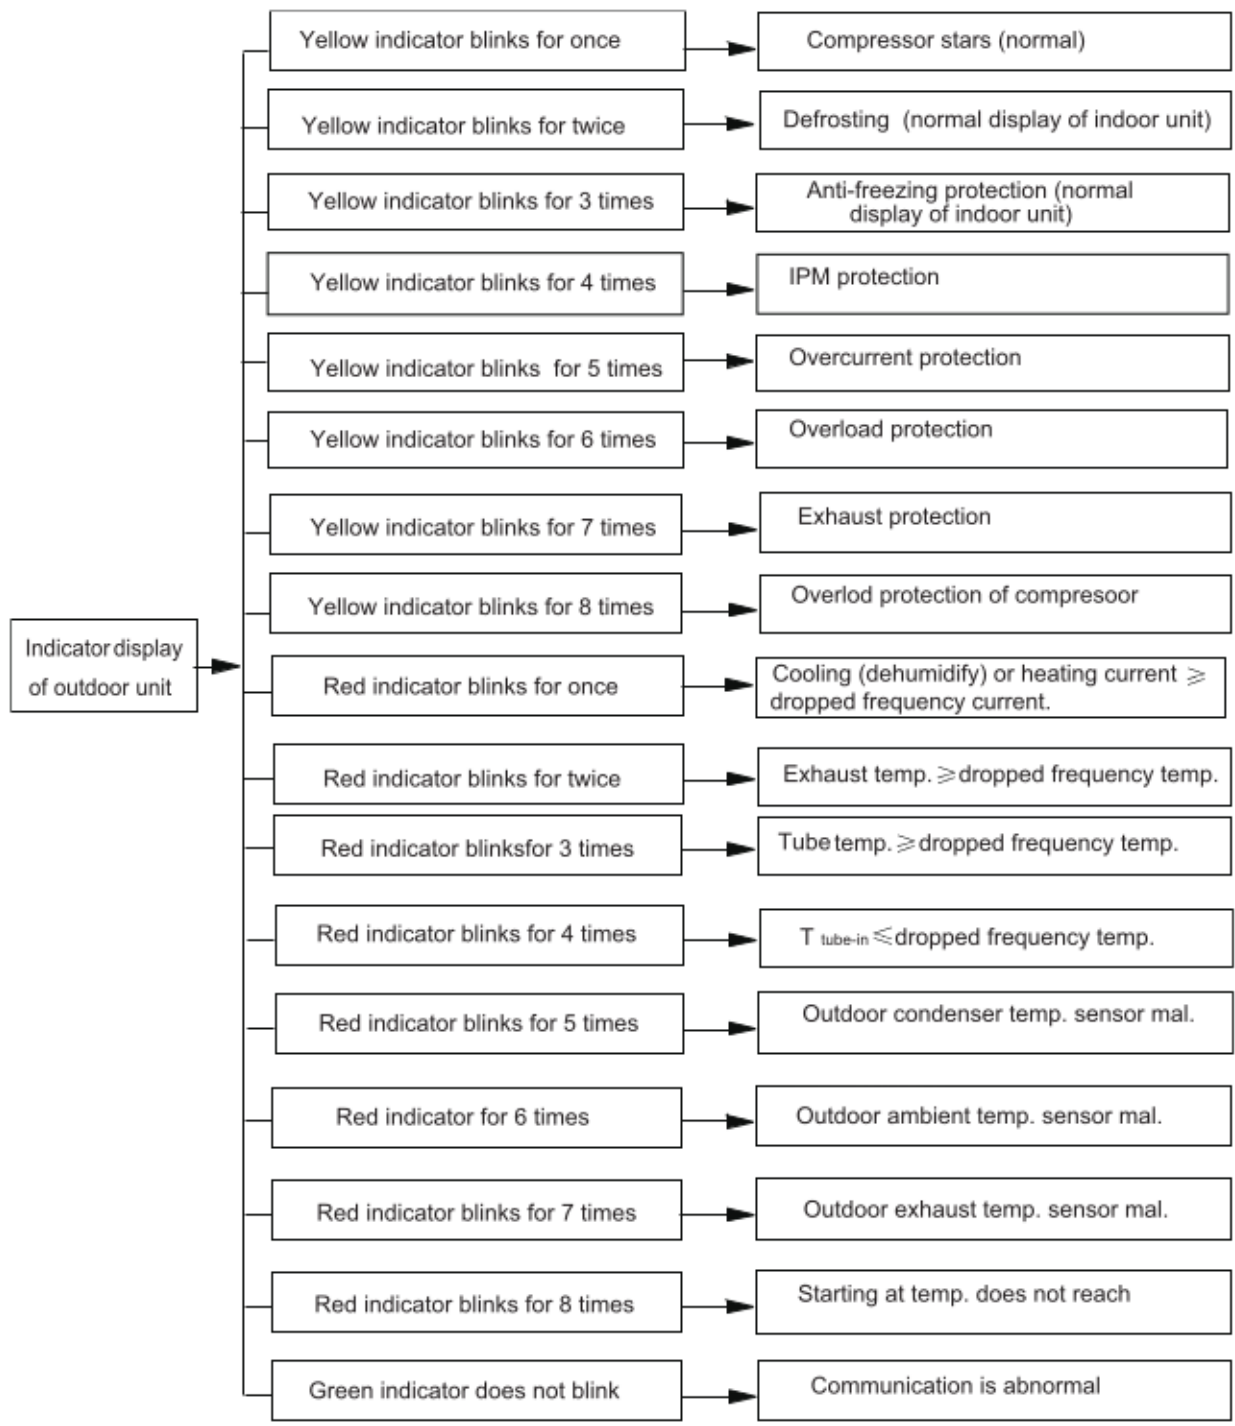 Yellow indicator blinks for once
Compressor stars (normal)
Yellow indicator blinks for twice
Defrosting (normal display of indoor unit)
Yellow indicator blinks for 3 times
Anti-freezing protection (normal
display of indoor unit)
Yellow indicator blinks for 4 times
IPM protection
Yellow indicator blinks for 5 times
Overcurrent protection
Yellow indicator blinks for 6 times
Overload protection
Yellow indicator blinks for 7 times
Exhaust protection
Yellow indicator blinks for 8 times
Overlod protection of compresoor
Indicator display
of outdoor unit
Red indicator blinks for once
Cooling (dehumidify) or heating current ⩾
dropped frequency current.
Red indicator blinks for twice
Exhaust temp. ⩾dropped frequency temp.
Red indicator blinksfor 3 times
Tube temp. ⩾dropped frequency temp.
Red indicator blinks for 4 times
T tube-in ⩽dropped frequency temp.
Red indicator blinks for 5 times
Outdoor condenser temp. sensor mal.
Red indicator for 6 times
Outdoor ambient temp. sensor mal.
Red indicator blinks for 7 times
Outdoor exhaust temp. sensor mal.
Red indicator blinks for 8 times
Starting at temp. does not reach
Green indicator does not blink
Communication is abnormal